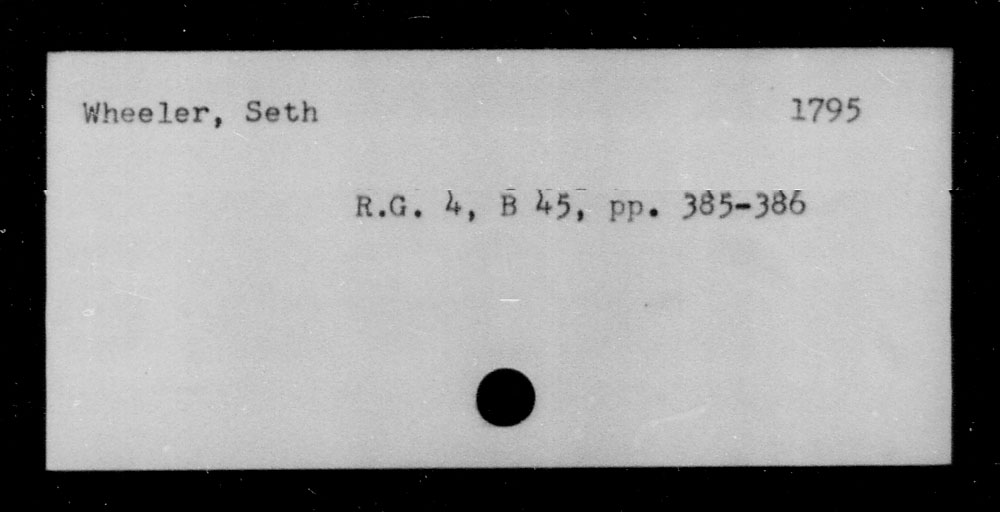 Wheeler, Seth 1795
R.G. 4, B 45, pp. 385-386